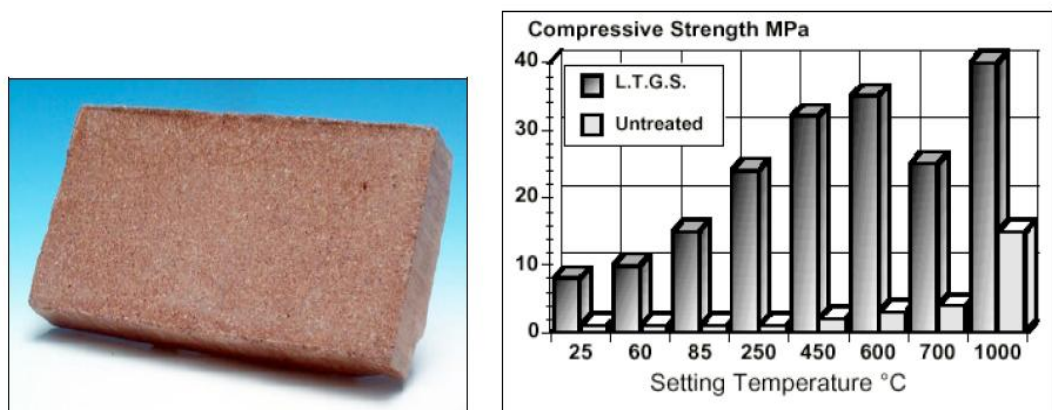 Compressive Strength MPa
40
30
20
10
0
L.T.G.S.
Untreated
25 60 85 250 450 600 700 1000
Setting Temperature °C